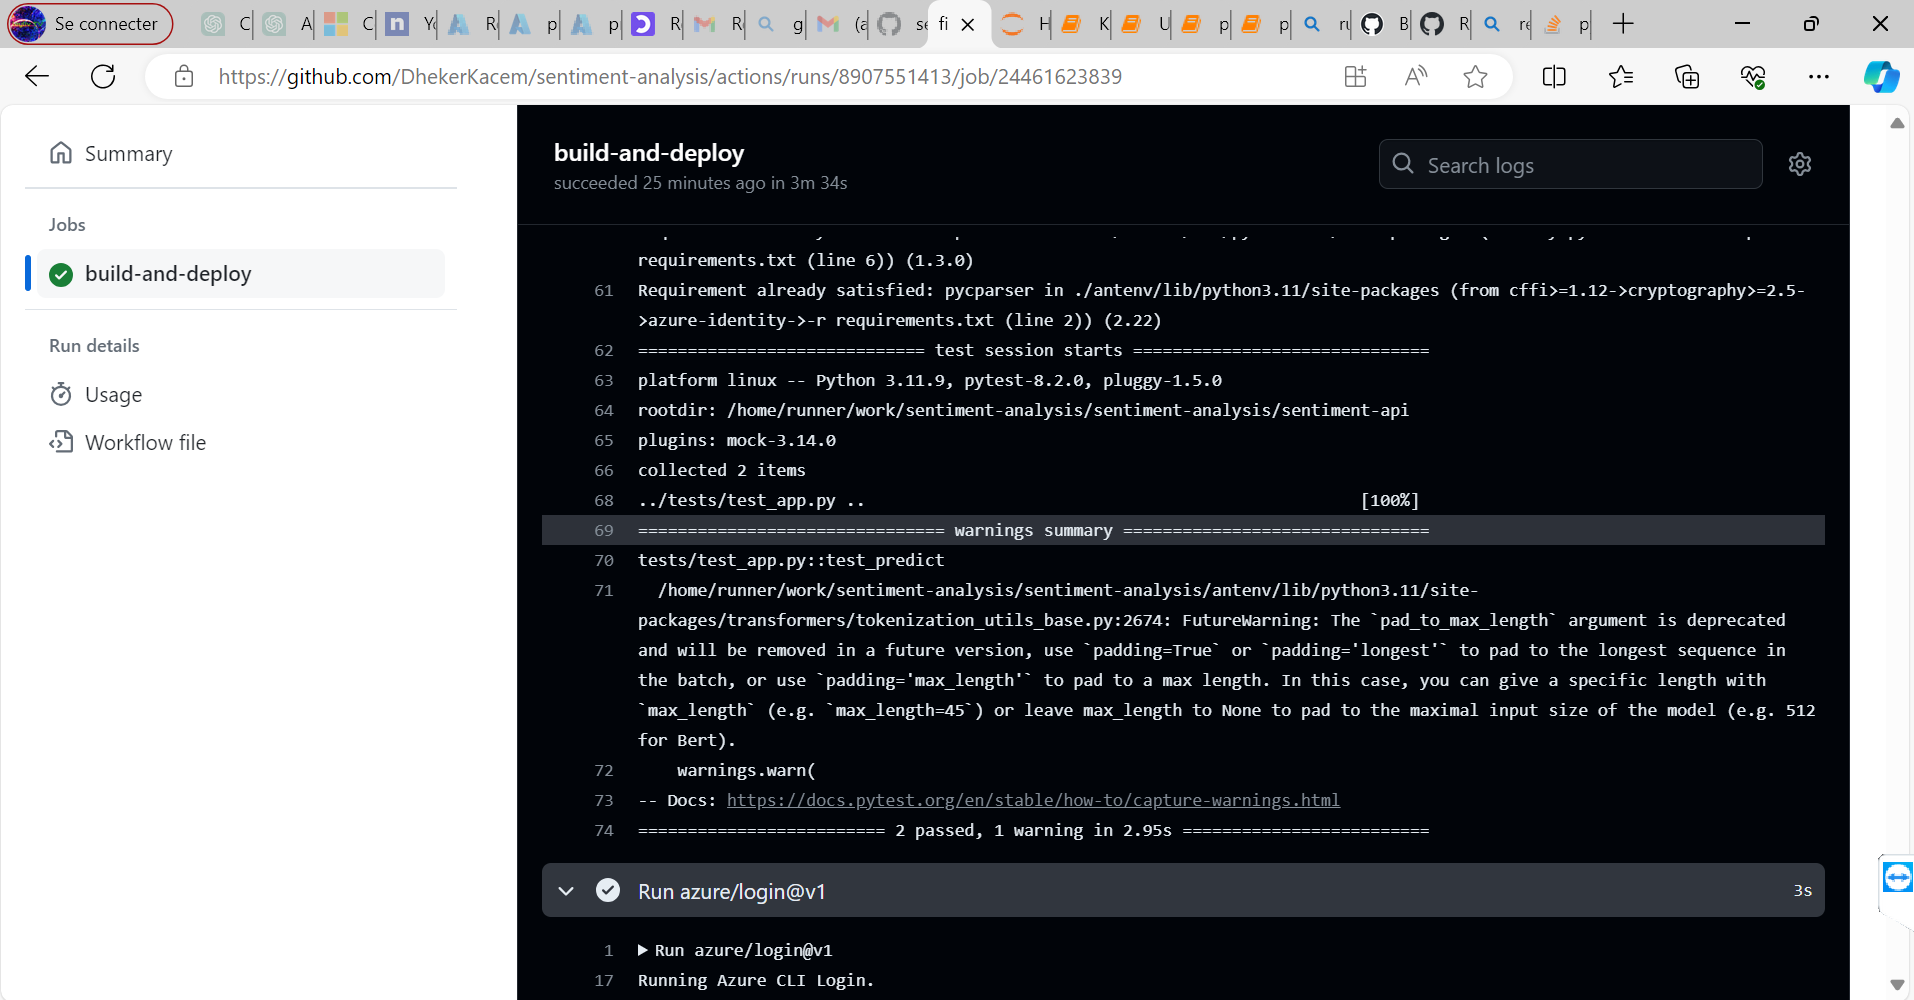 Se connecter
https://github.com/DhekerKacem/sentiment-analysis/actions/runs/8907551413/job/24461623839
Summary
Jobs
build-and-deploy
Run details
Usage
Workflow file
build-and-deploy
succeeded 25 minutes ago in 3m 34s
Search logs
requirements.txt (line 6)) (1.3.0)
61 Requirement already satisfied: pycparser in ./antenv/lib/python3.11/site-packages (from cffi>=1.12->cryptography>=2.5-
>azure-identity->-r requirements.txt (line 2)) (2.22)
62 ============================= test session starts ==============================
63 platform linux -- Python 3.11.9, pytest-8.2.0, pluggy-1.5.0
64 rootdir: /home/runner/work/sentiment-analysis/sentiment-analysis/sentiment-api
65 plugins: mock-3.14.0
66 collected 2 items
68 ../tests/test_app.py .. [100%]
69 =============================== warnings summary ===============================
70 tests/test_app.py::test_predict
71 /home/runner/work/sentiment-analysis/sentiment-analysis/antenv/lib/python3.11/site-
packages/transformers/tokenization_utils_base.py:2674: FutureWarning: The `pad_to_max_length` argument is deprecated
and will be removed in a future version, use `padding=True` or `padding='longest'` to pad to the longest sequence in
the batch, or use `padding='max_length'` to pad to a max length. In this case, you can give a specific length with
`max_length` (e.g. `max_length=45`) or leave max_length to None to pad to the maximal input size of the model (e.g. 512
for Bert).
72 warnings.warn(
73 -- Docs: https://docs.pytest.org/en/stable/how-to/capture-warnings.html
74 ========================= 2 passed, 1 warning in 2.95s =========================
Run azure/login@v1 3s
1 Run azure/login@v1
17 Running Azure CLI Login.